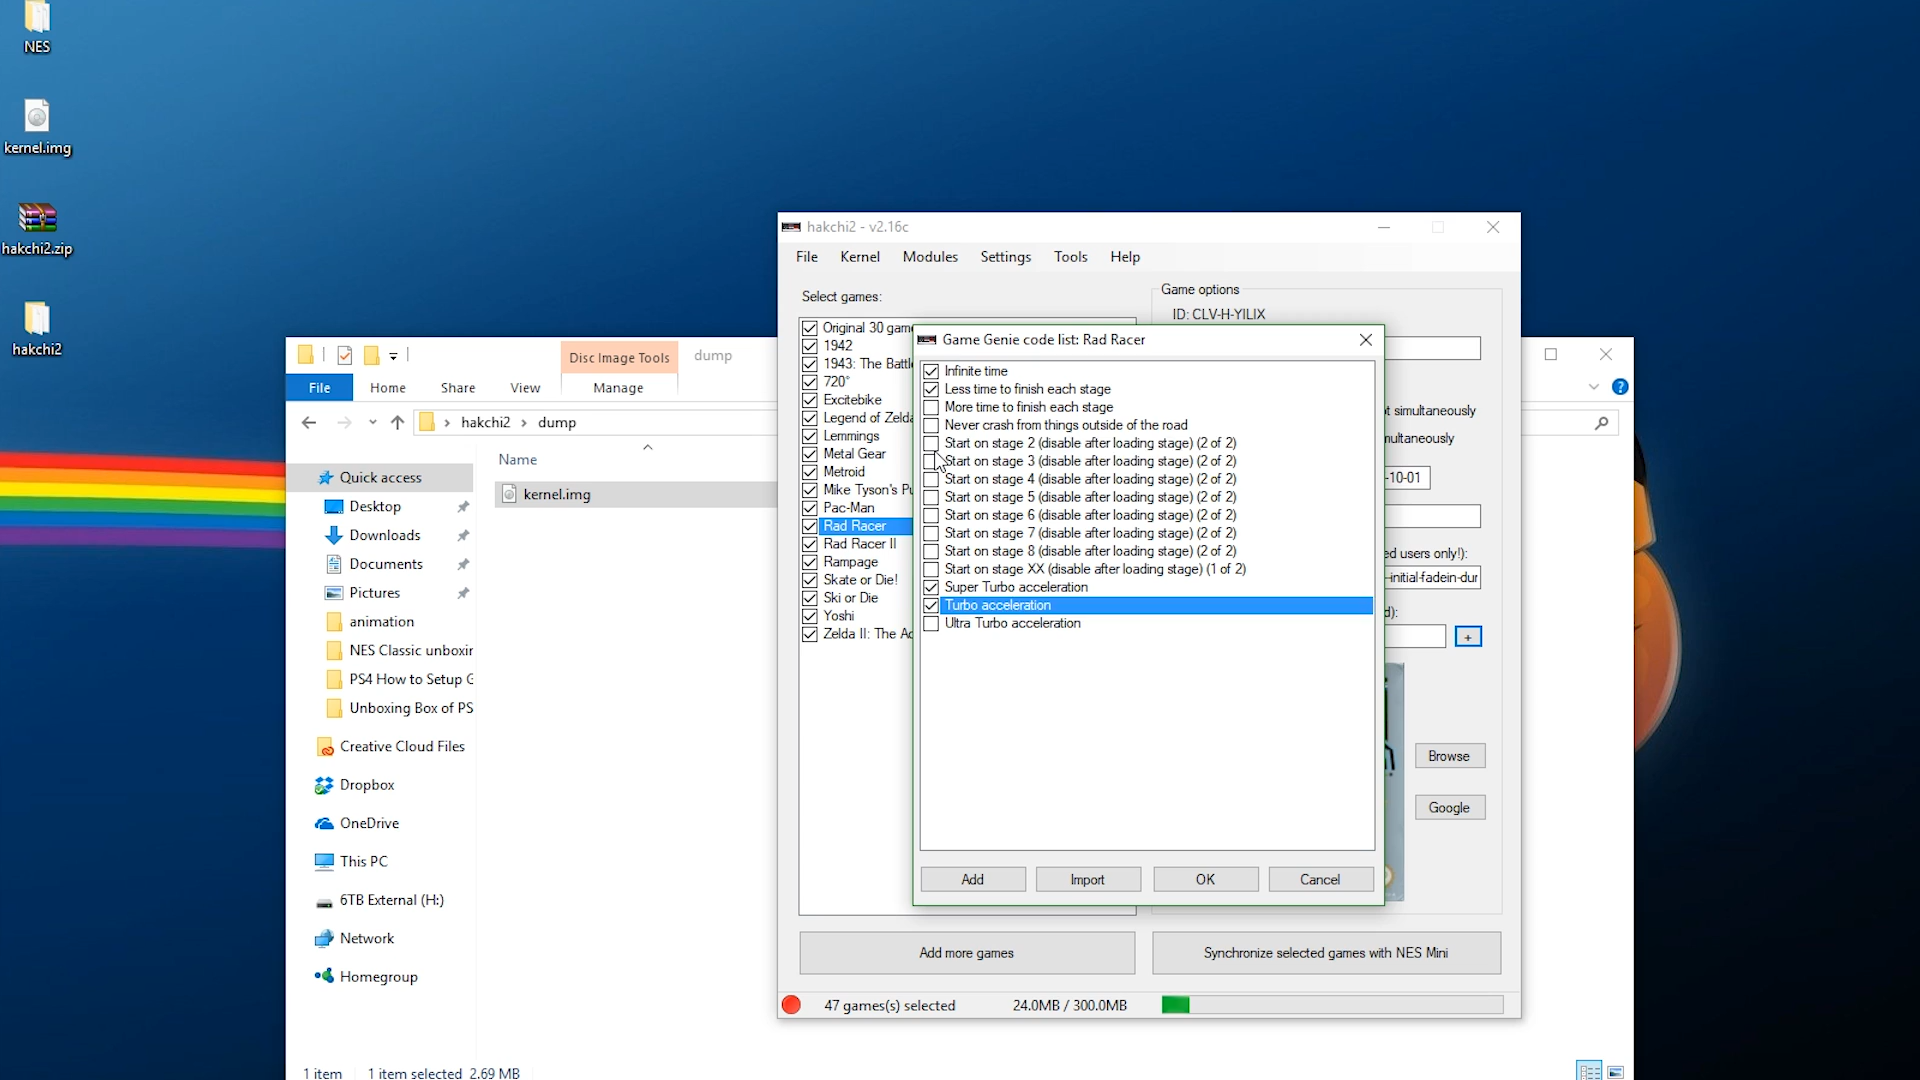 NES
kernel.img
hakchi2.zip
hakchi2
Disc Image Tools
dump
File
Home
Share
View
Manage
hakchi2 › dump
Name
kernel.img
Quick access
Desktop
Downloads
Documents
Pictures
animation
NES Classic unboxin
PS4 How to Setup G
Unboxing Box of PS
Creative Cloud Files
Dropbox
OneDrive
This PC
6TB External (H:)
Network
Homegroup
1 item
1 item selected 2.69 MB
hakchi2 - v2.16c
File
Kernel
Modules
Settings
Tools
Help
Select games:
Original 30 game
1942
1943: The Battl
720°
Excitebike
Legend of Zelda
Lemmings
Metal Gear
Metroid
Mike Tyson's Pu
Pac-Man
Rad Racer
Rad Racer II
Rampage
Skate or Die!
Ski or Die
Yoshi
Zelda II: The Ad
Game options
ID: CLV-H-YILIX
t simultaneously
multaneously
-10-01
ed users only!):
-initial-fadein-dur
d):
+
Browse
Google
Game Genie code list: Rad Racer
Infinite time
Less time to finish each stage
More time to finish each stage
Never crash from things outside of the road
Start on stage 2 (disable after loading stage) (2 of 2)
Start on stage 3 (disable after loading stage) (2 of 2)
Start on stage 4 (disable after loading stage) (2 of 2)
Start on stage 5 (disable after loading stage) (2 of 2)
Start on stage 6 (disable after loading stage) (2 of 2)
Start on stage 7 (disable after loading stage) (2 of 2)
Start on stage 8 (disable after loading stage) (2 of 2)
Start on stage XX (disable after loading stage) (1 of 2)
Super Turbo acceleration
Turbo acceleration
Ultra Turbo acceleration
Add
Import
OK
Cancel
Add more games
Synchronize selected games with NES Mini
47 games(s) selected
24.0MB / 300.0MB